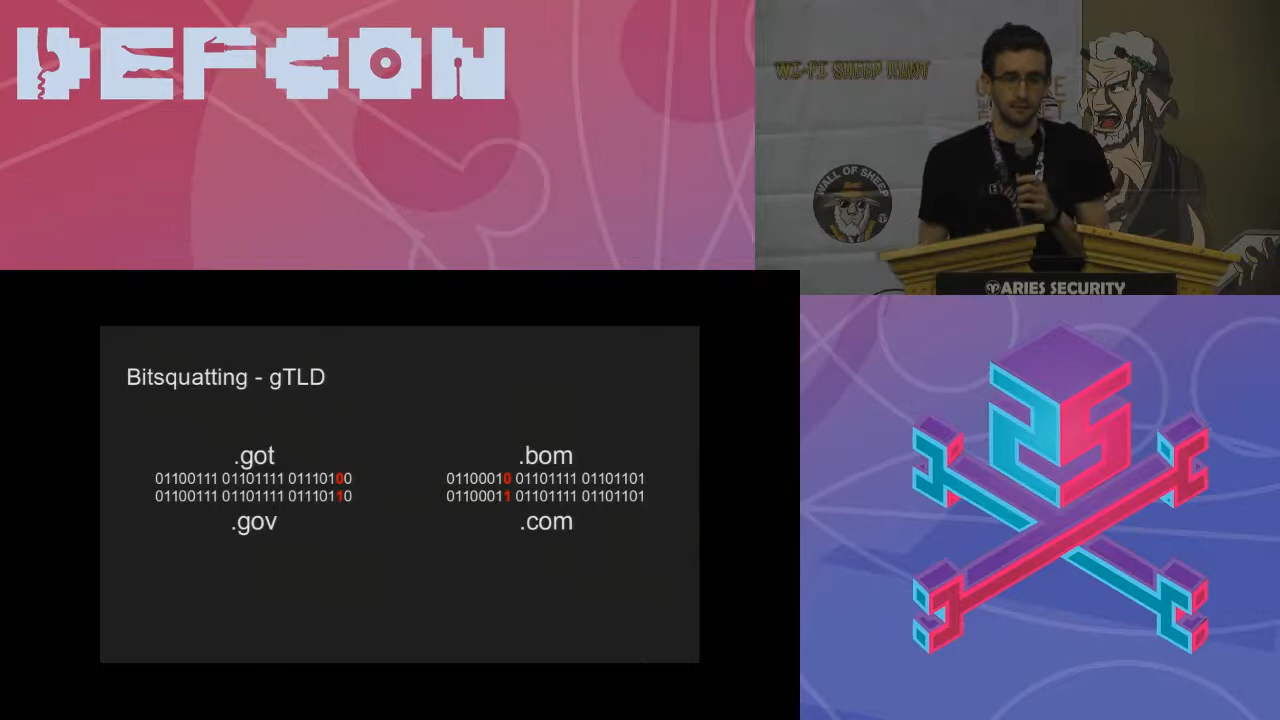 DEFCON
WI-FI SHEEP HUNT
WALL OF SHEEP
ARIES SECURITY
Bitsquatting - gTLD
.got
01100111 01101111 01110100
01100111 01101111 01110110
.gov
.bom
01100010 01101111 01101101
01100011 01101111 01101101
.com